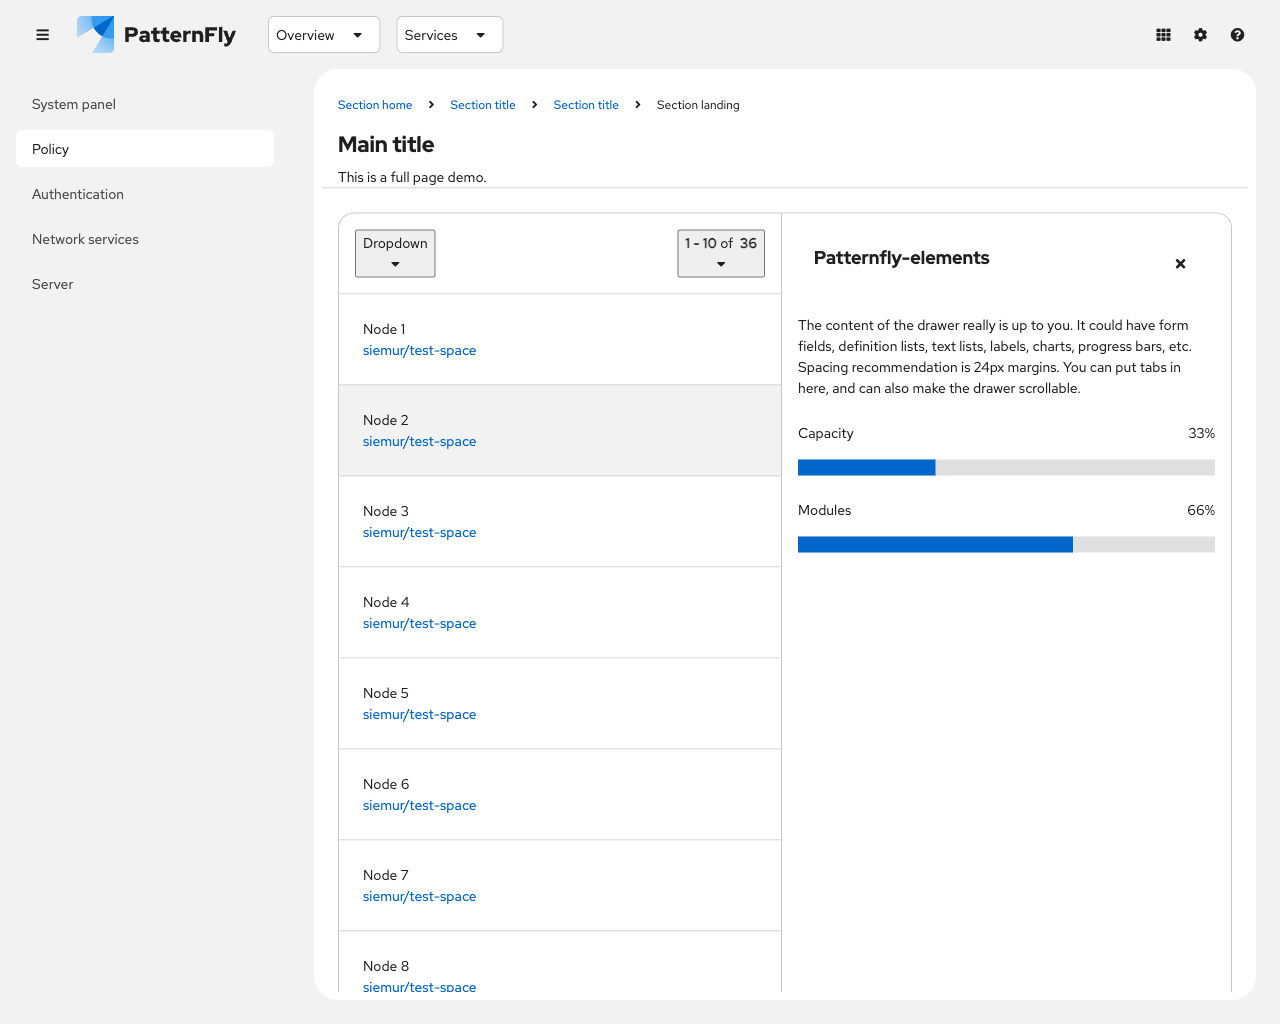 PatternFly
Overview
Services
System panel
Policy
Authentication
Network services
Server
Section home
Section title
Section title
Section landing
Main title
This is a full page demo.
Dropdown
1 - 10 of 36
Node 1
siemur/test-space
Node 2
siemur/test-space
Node 3
siemur/test-space
Node 4
siemur/test-space
Node 5
siemur/test-space
Node 6
siemur/test-space
Node 7
siemur/test-space
Node 8
siemur/test-space
Patternfly-elements
The content of the drawer really is up to you. It could have form
fields, definition lists, text lists, labels, charts, progress bars, etc.
Spacing recommendation is 24px margins. You can put tabs in
here, and can also make the drawer scrollable.
Capacity 33%
Modules 66%